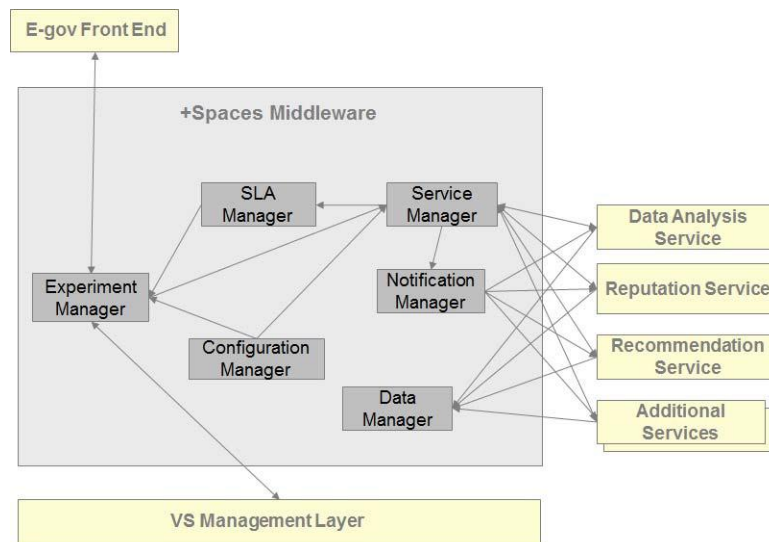 E-gov Front End
+Spaces Middleware
SLA
Manager
Service
Manager
Data Analysis
Service
Experiment
Manager
Notification
Manager
Reputation Service
Configuration
Manager
Recommendation
Service
Data
Manager
Additional
Services
VS Management Layer